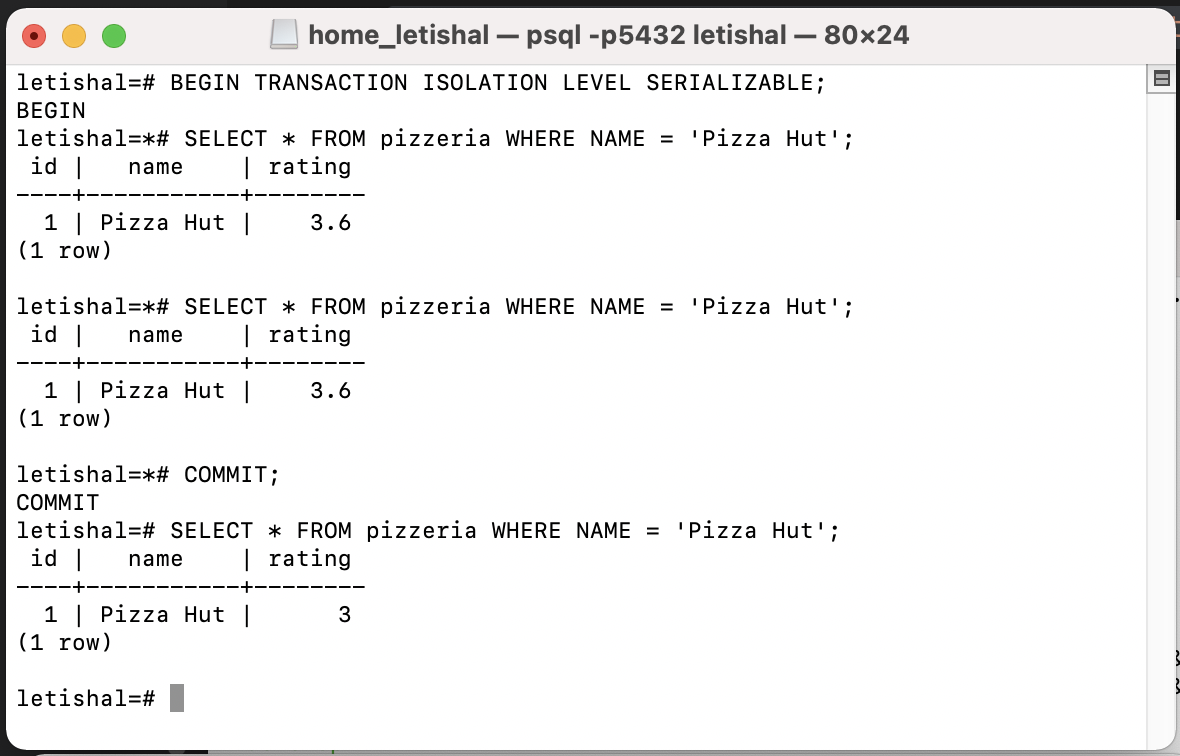 home_letishal — psql -p5432 letishal — 80×24
letishal=# BEGIN TRANSACTION ISOLATION LEVEL SERIALIZABLE;
BEGIN
letishal=*# SELECT * FROM pizzeria WHERE NAME = 'Pizza Hut';
 id |   name    | rating
----+-----------+--------
  1 | Pizza Hut |    3.6
(1 row)

letishal=*# SELECT * FROM pizzeria WHERE NAME = 'Pizza Hut';
 id |   name    | rating
----+-----------+--------
  1 | Pizza Hut |    3.6
(1 row)

letishal=*# COMMIT;
COMMIT
letishal=# SELECT * FROM pizzeria WHERE NAME = 'Pizza Hut';
 id |   name    | rating
----+-----------+--------
  1 | Pizza Hut |      3
(1 row)

letishal=#